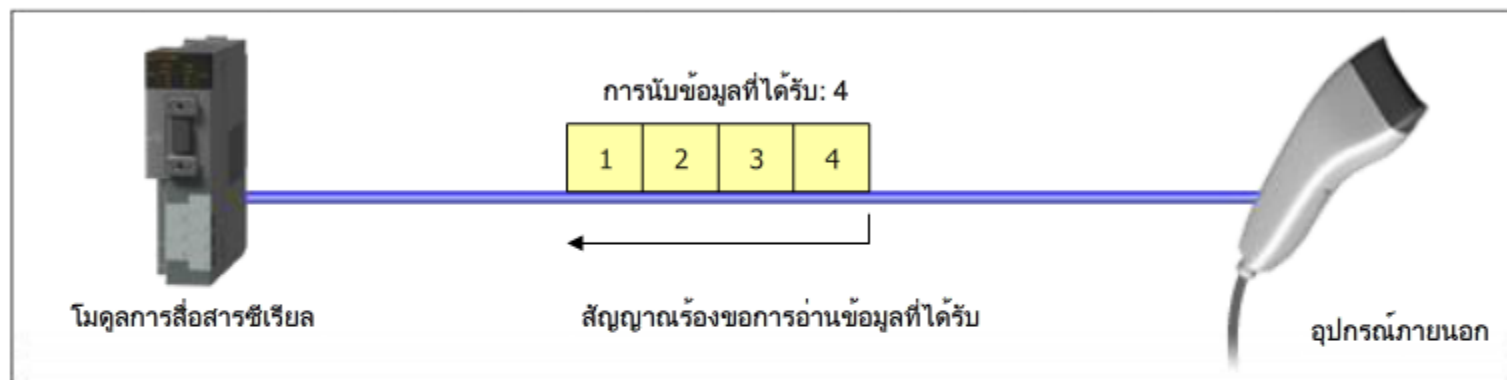 การนับข้อมูลที่ได้รับ: 4
1 2 3 4
โมดูลการสื่อสารซีเรียล
สัญญาณร้องขอการอ่านข้อมูลที่ได้รับ
อุปกรณ์ภายนอก